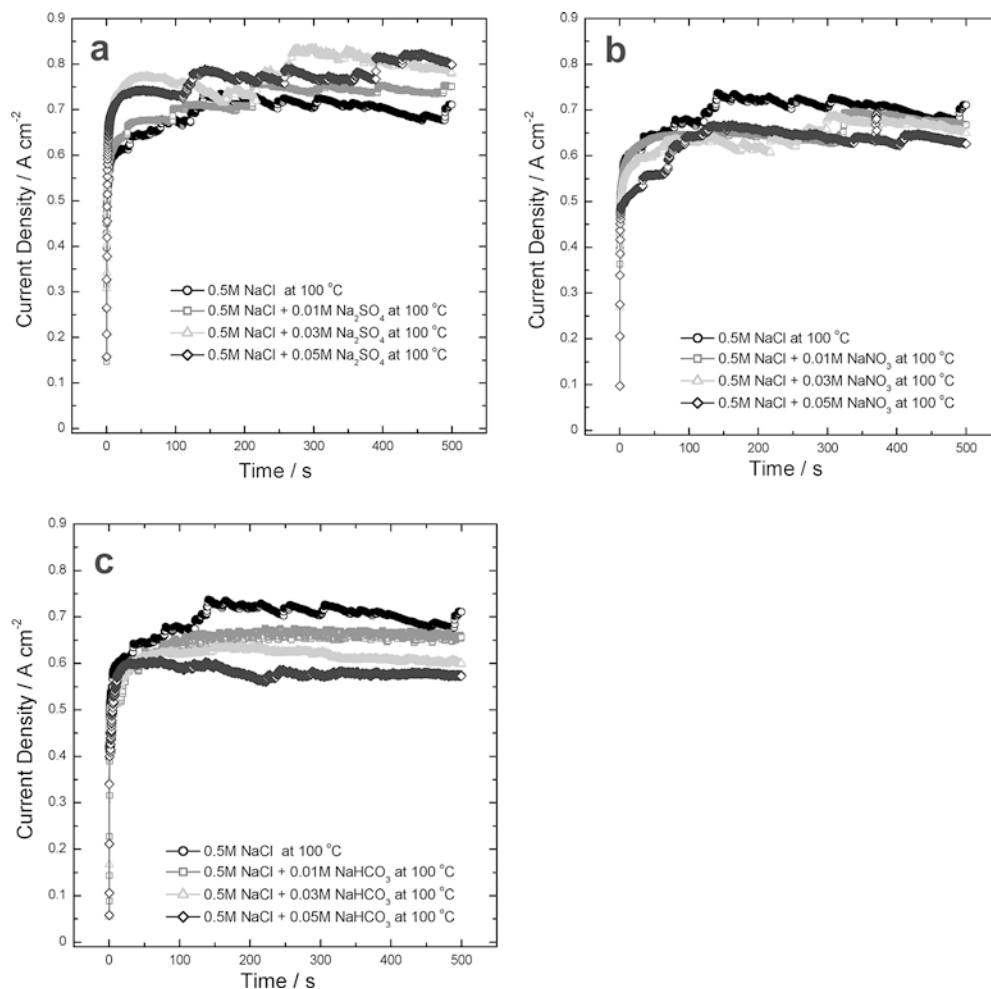 a
0.9
0.8
0.7
0.6
0.5
0.4
0.3
0.2
0.1
0
Current Density / A cm⁻²
0.5M NaCl at 100 °C
0.5M NaCl + 0.01M Na₂SO₄ at 100 °C
0.5M NaCl + 0.03M Na₂SO₄ at 100 °C
0.5M NaCl + 0.05M Na₂SO₄ at 100 °C
0 100 200 300 400 500
Time / s
b
0.9
0.8
0.7
0.6
0.5
0.4
0.3
0.2
0.1
0
Current Density / A cm⁻²
0.5M NaCl at 100 °C
0.5M NaCl + 0.01M NaNO₃ at 100 °C
0.5M NaCl + 0.03M NaNO₃ at 100 °C
0.5M NaCl + 0.05M NaNO₃ at 100 °C
0 100 200 300 400 500
Time / s
c
0.9
0.8
0.7
0.6
0.5
0.4
0.3
0.2
0.1
0
Current Density / A cm⁻²
0.5M NaCl at 100 °C
0.5M NaCl + 0.01M NaHCO₃ at 100 °C
0.5M NaCl + 0.03M NaHCO₃ at 100 °C
0.5M NaCl + 0.05M NaHCO₃ at 100 °C
0 100 200 300 400 500
Time / s